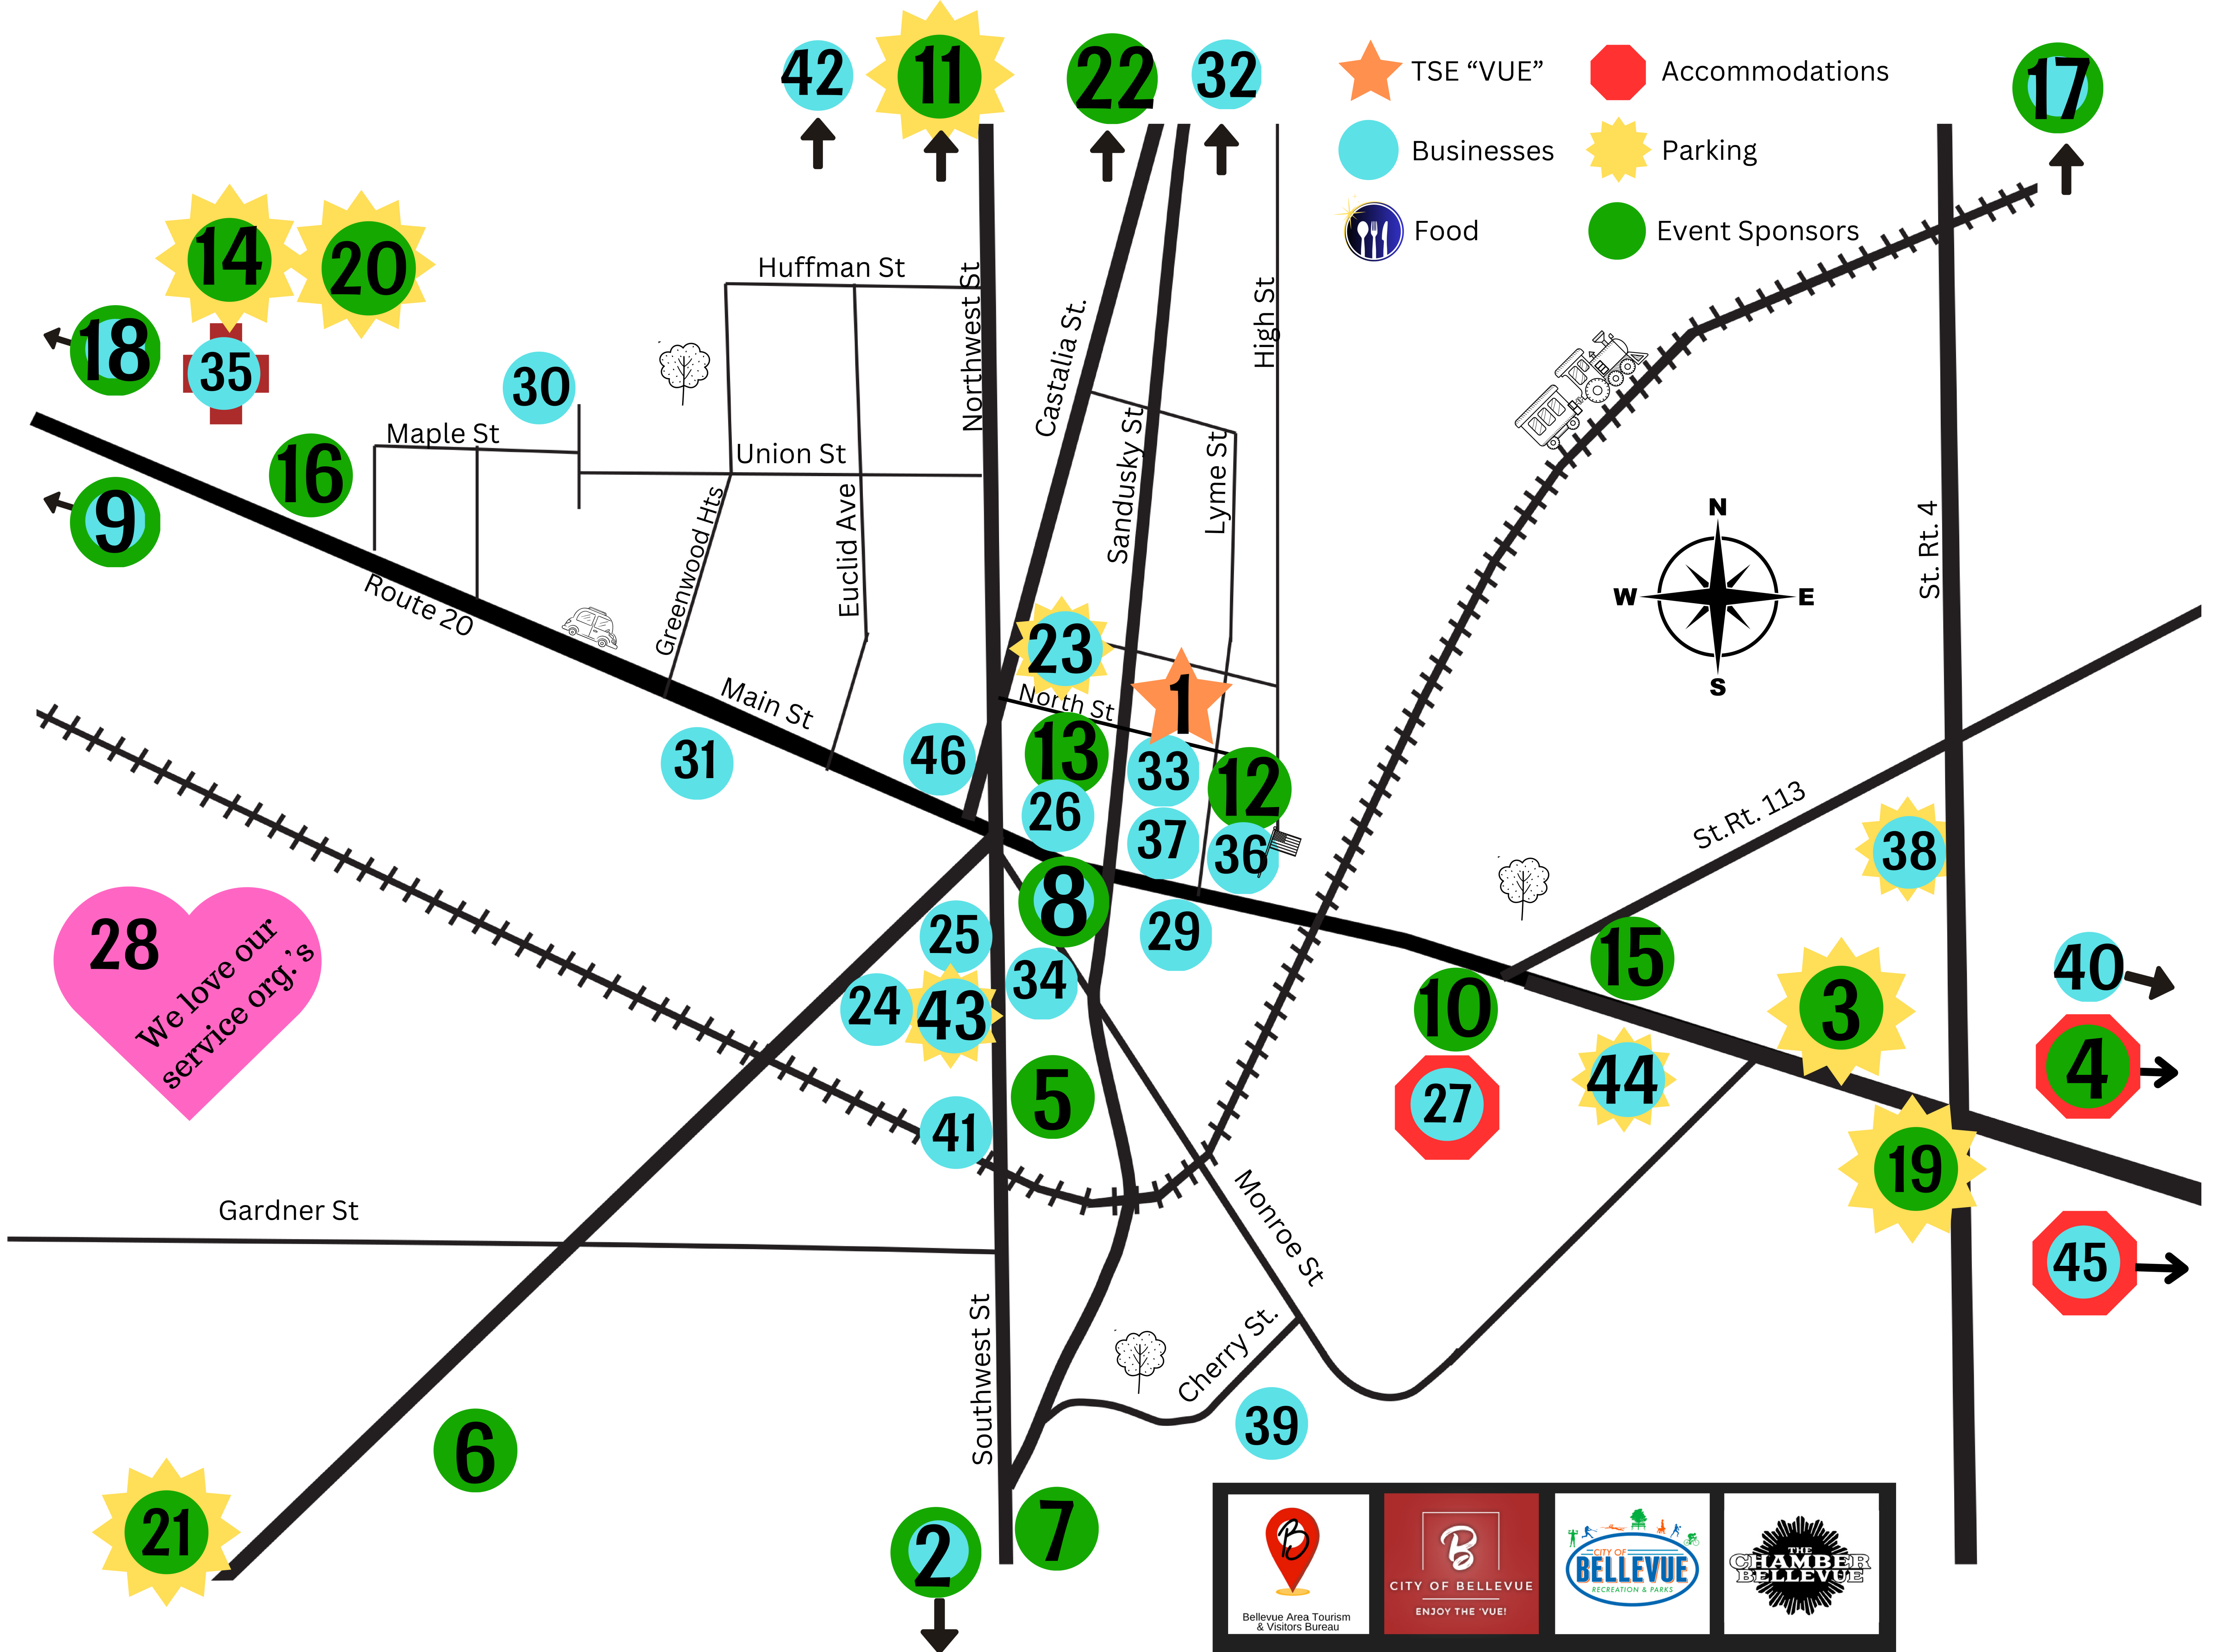 42
11
22
32
TSE “VUE”
Accommodations
17
Businesses
Parking
Food
Event Sponsors
14
20
18
35
30
16
9
Huffman St
Northwest St
Castalia St.
High St
Maple St
Union St
Sandusky St
Lyme St
Greenwood Hts
Euclid Ave
Route 20
Main St
N
W
E
S
St. Rt. 4
St.Rt. 113
23
1
North St
13
33
12
46
31
26
37
36
38
8
29
25
34
24
43
28
We love our
service org.’s
15
10
3
40
4
27
44
5
41
19
45
Gardner St
Monroe St
Southwest St
Cherry St.
39
6
21
2
7
B
Bellevue Area Tourism
& Visitors Bureau
B
CITY OF BELLEVUE
ENJOY THE 'VUE!
CITY OF
BELLEVUE
RECREATION & PARKS
THE
CHAMBER
BELLEVUE